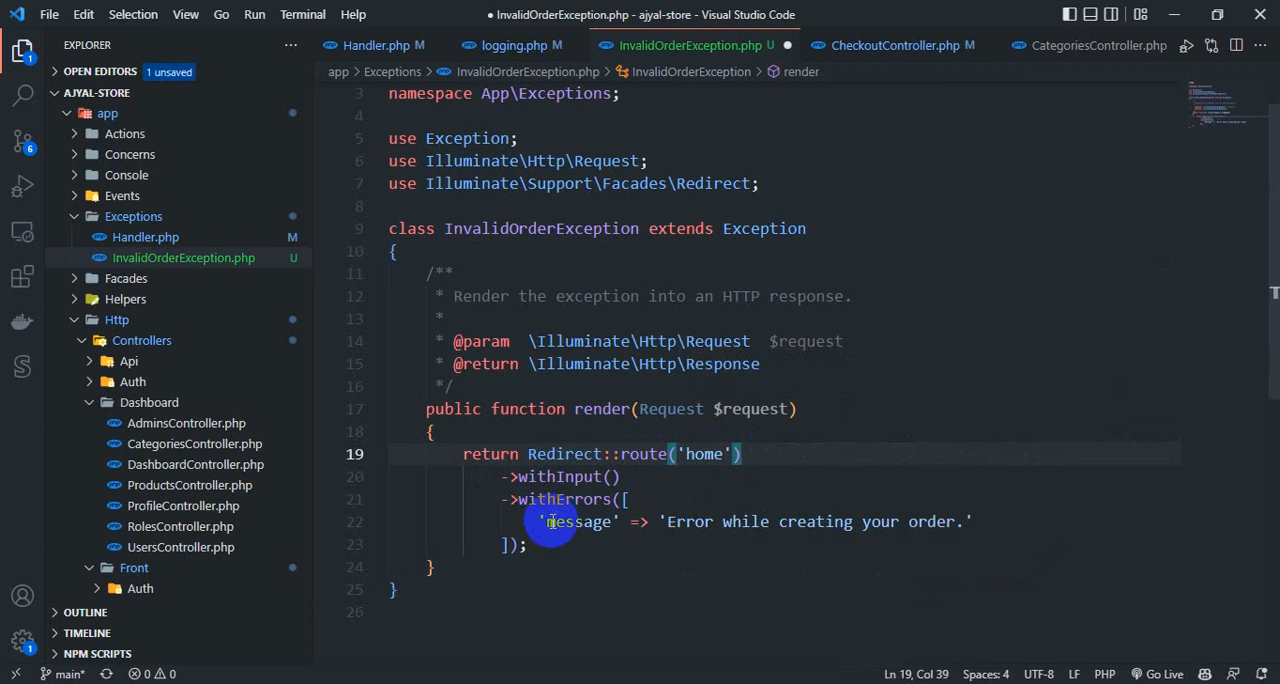 File Edit Selection View Go Run Terminal Help
● InvalidOrderException.php - ajyal-store - Visual Studio Code
EXPLORER
OPEN EDITORS 1 unsaved
AJYAL-STORE
app
Actions
Concerns
Console
Events
Exceptions
Handler.php M
InvalidOrderException.php U
Facades
Helpers
Http
Controllers
Api
Auth
Dashboard
AdminsController.php
CategoriesController.php
DashboardController.php
ProductsController.php
ProfileController.php
RolesController.php
UsersController.php
Front
Auth
OUTLINE
TIMELINE
NPM SCRIPTS
1
6
1
Handler.php M logging.php M InvalidOrderException.php U ● CheckoutController.php M CategoriesController.php
app > Exceptions > InvalidOrderException.php > InvalidOrderException > render
3 namespace App\Exceptions;
4
5 use Exception;
6 use Illuminate\Http\Request;
7 use Illuminate\Support\Facades\Redirect;
8
9 class InvalidOrderException extends Exception
10 {
11 /**
12 * Render the exception into an HTTP response.
13 *
14 * @param \Illuminate\Http\Request $request
15 * @return \Illuminate\Http\Response
16 */
17 public function render(Request $request)
18 {
19 return Redirect::route('home')
20 ->withInput()
21 ->withErrors([
22 'message' => 'Error while creating your order.'
23 ]);
24 }
25 }
26
main* 0 0 Ln 19, Col 39 Spaces: 4 UTF-8 LF PHP Go Live